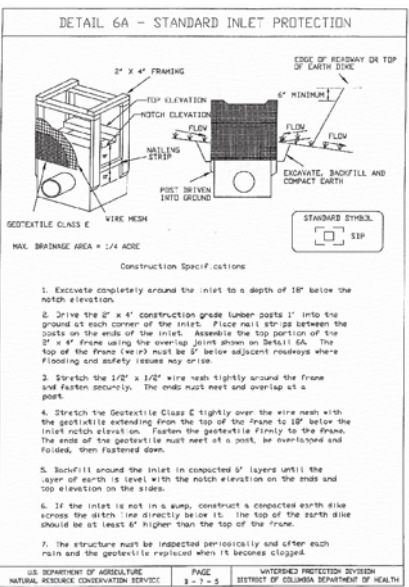 DETAIL 6A - STANDARD INLET PROTECTION
EDGE OF ROADWAY OR TOP
OF EARTH DIKE
2" X 4" FRAMING
6" MINIMUM
TOP ELEVATION
NOTCH ELEVATION
FLOW
FLOW
FLOW
NAILING
STRIP
EXCAVATE, BACKFILL AND
COMPACT EARTH
POST DRIVEN
INTO GROUND
WIRE MESH
GEOTEXTILE CLASS E
STANDARD SYMBOL
SIP
MAX. DRAINAGE AREA = 1/4 ACRE
Construction Specifications
1. Excavate completely around the inlet to a depth of 18" below the
notch elevation.
2. Drive the 2" x 4" construction grade lumber posts 1' into the
ground at each corner of the inlet. Place nail strips between the
posts on the ends of the inlet. Assemble the top portion of the
2" x 4" frame using the overlap joint shown on Detail 6A. The
top of the frame (weir) must be 6" below adjacent roadways where
flooding and safety issues may arise.
3. Stretch the 1/2" x 1/2" wire mesh tightly around the frame
and fasten securely. The ends must meet and overlap at a
post.
4. Stretch the Geotextile Class E tightly over the wire mesh with
the geotextile extending from the top of the frame to 18" below the
inlet notch elevation. Fasten the geotextile firmly to the frame.
The ends of the geotextile must meet at a post, be overlapped and
folded, then fastened down.
5. Backfill around the inlet in compacted 6" layers until the
layer of earth is level with the notch elevation on the ends and
top elevation on the sides.
6. If the inlet is not in a sump, construct a compacted earth dike
across the ditch line directly below it. The top of the earth dike
should be at least 6" higher than the top of the frame.
7. The structure must be inspected periodically and after each
rain and the geotextile replaced when it becomes clogged.
U.S. DEPARTMENT OF AGRICULTURE
NATURAL RESOURCE CONSERVATION SERVICE
PAGE
WATERSHED PROTECTION DIVISION
DISTRICT OF COLUMBIA DEPARTMENT OF HEALTH